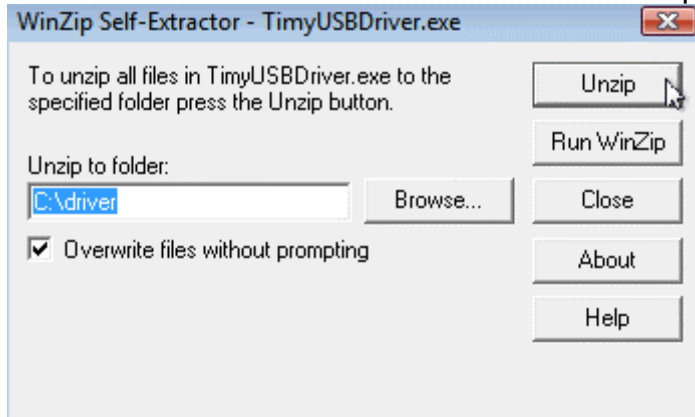 WinZip Self-Extractor - TimyUSBDriver.exe
To unzip all files in TimyUSBDriver.exe to the
specified folder press the Unzip button.
Unzip
Run WinZip
Unzip to folder:
C:\driver
Browse...
Close
Overwrite files without prompting
About
Help